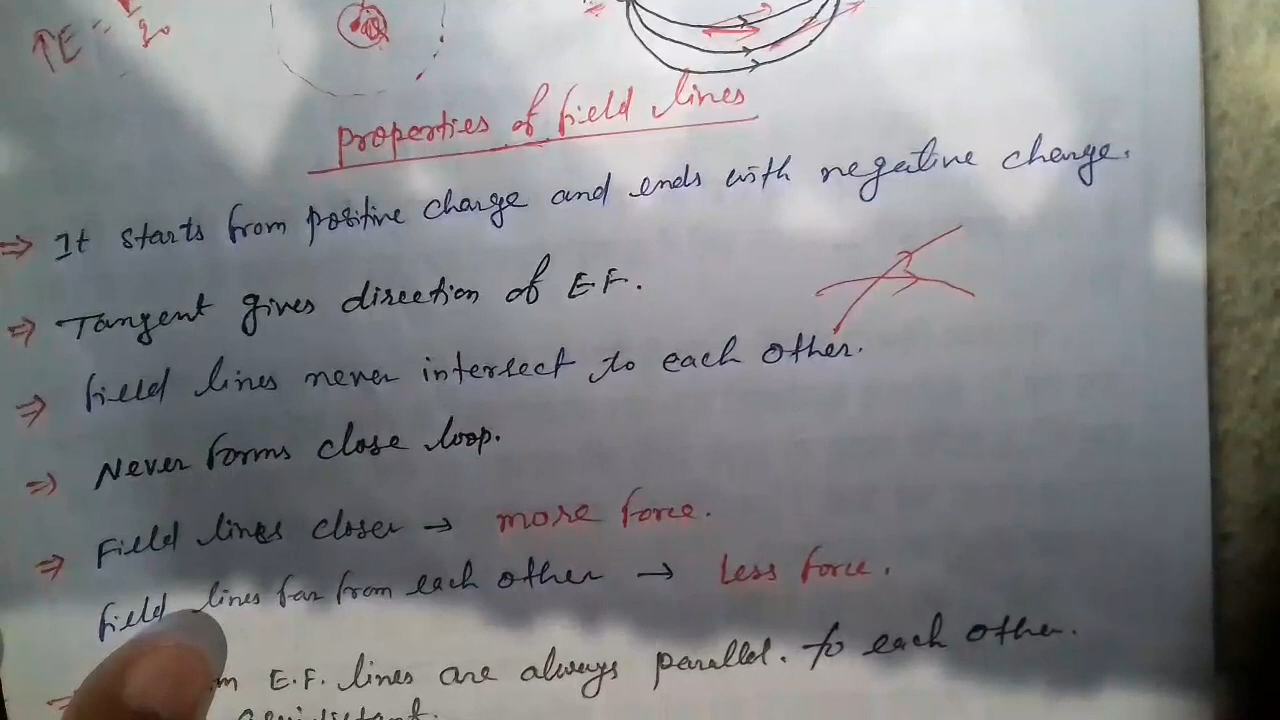 ↑E =
q₀
Properties of field lines
⇒ It starts from positive charge and ends with negative charge.
⇒ Tangent gives direction of E.F.
⇒ field lines never intersect to each other.
⇒ Never forms close loop.
⇒ Field lines closer → more force.
field lines far from each other → Less force.
E.F. lines are always parallel. to each other.
equidistant.